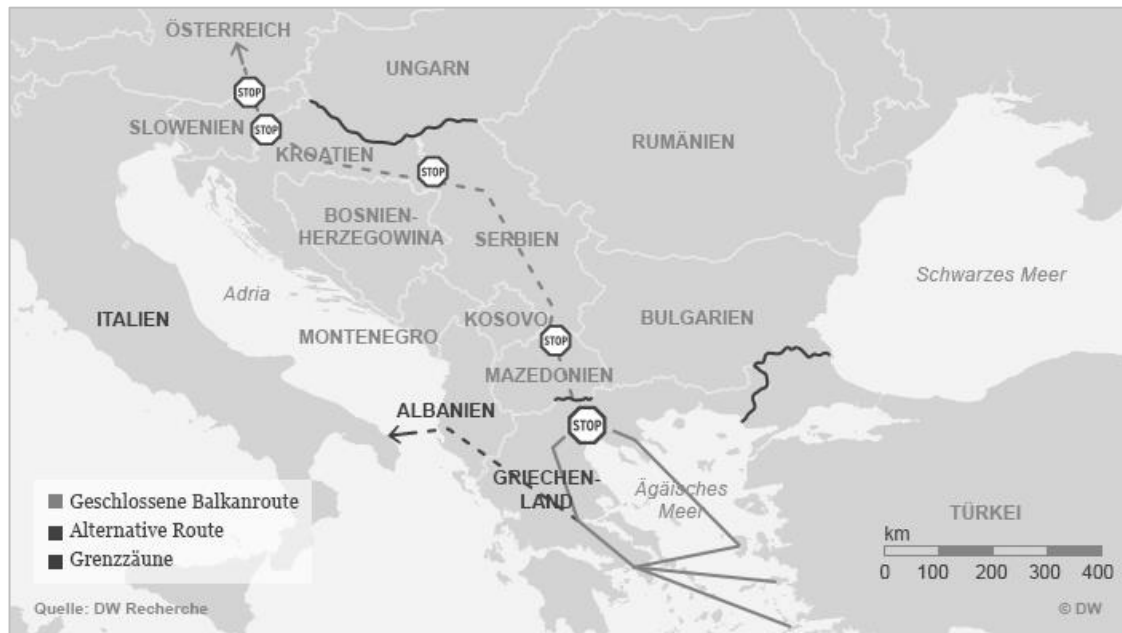 ÖSTERREICH
UNGARN
STOP
SLOWENIEN
STOP
KROATIEN
RUMÄNIEN
STOP
BOSNIEN-
HERZEGOWINA
SERBIEN
Schwarzes Meer
Adria
ITALIEN
KOSOVO
BULGARIEN
MONTENEGRO
STOP
MAZEDONIEN
ALBANIEN
STOP
GRIECHEN-
LAND
Ägäisches
Meer
TÜRKEI
Geschlossene Balkanroute
Alternative Route
Grenzzäune
km
0 100 200 300 400
Quelle: DW Recherche
© DW